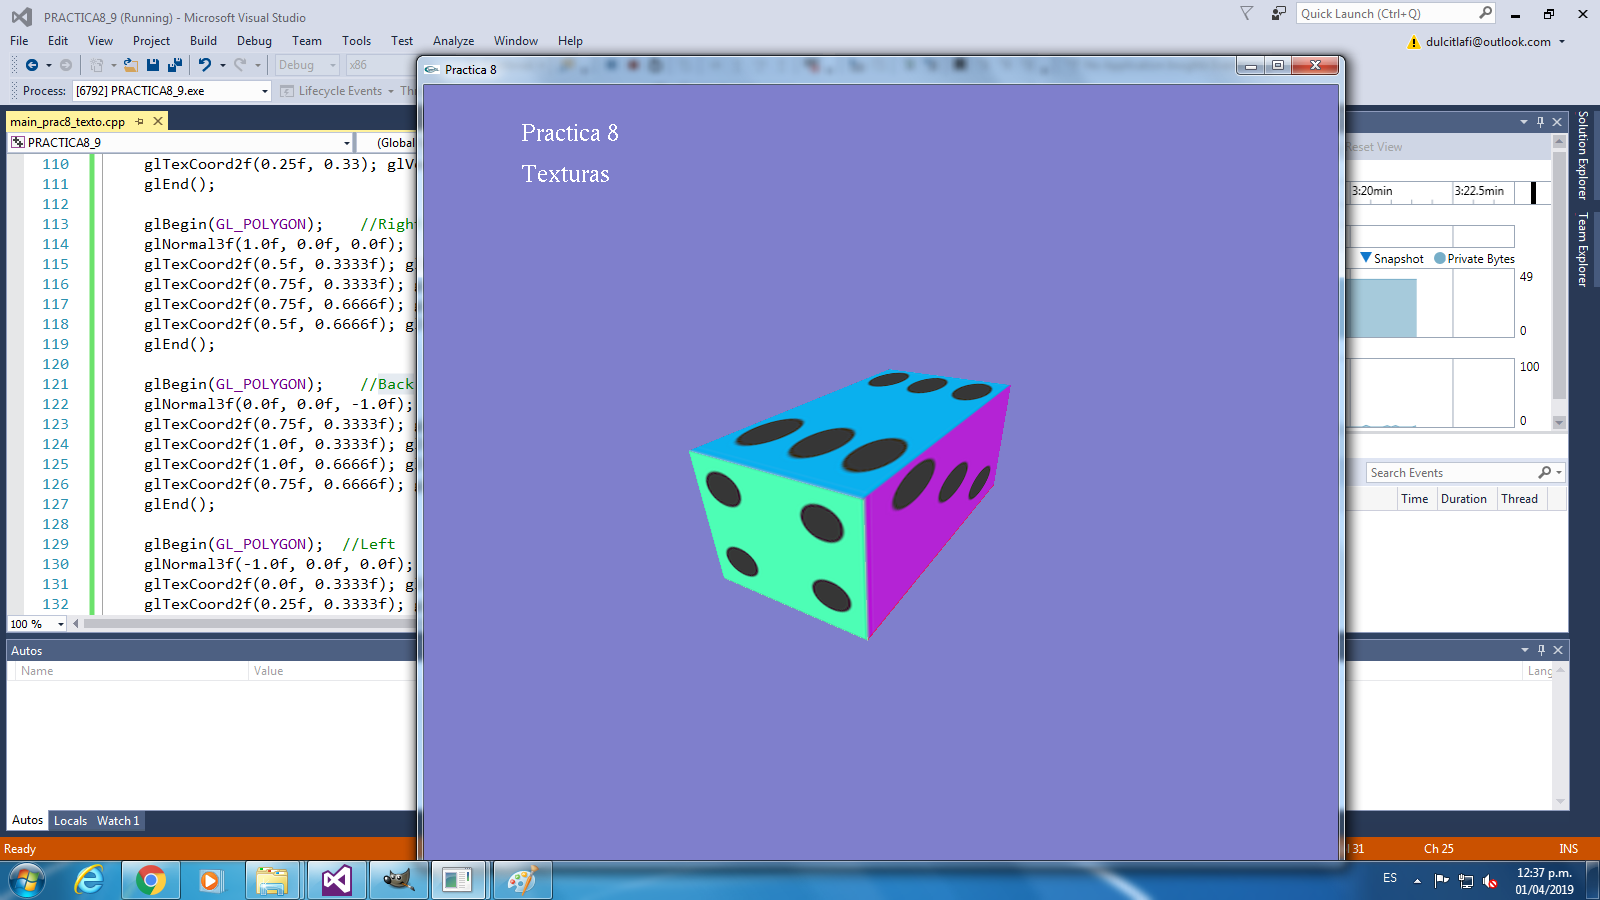 PRACTICA8_9 (Running) - Microsoft Visual Studio
Quick Launch (Ctrl+Q)
File Edit View Project Build Debug Team Tools Test Analyze Window Help
dulcitlafi@outlook.com
Debug x86
Process: [6792] PRACTICA8_9.exe Lifecycle Events
main_prac8_texto.cpp
PRACTICA8_9 (Global
110 glTexCoord2f(0.25f, 0.33); glV
111 glEnd();
112
113 glBegin(GL_POLYGON); //Right
114 glNormal3f(1.0f, 0.0f, 0.0f);
115 glTexCoord2f(0.5f, 0.3333f); g
116 glTexCoord2f(0.75f, 0.3333f);
117 glTexCoord2f(0.75f, 0.6666f);
118 glTexCoord2f(0.5f, 0.6666f); g
119 glEnd();
120
121 glBegin(GL_POLYGON); //Back
122 glNormal3f(0.0f, 0.0f, -1.0f);
123 glTexCoord2f(0.75f, 0.3333f);
124 glTexCoord2f(1.0f, 0.3333f); g
125 glTexCoord2f(1.0f, 0.6666f); g
126 glTexCoord2f(0.75f, 0.6666f);
127 glEnd();
128
129 glBegin(GL_POLYGON); //Left
130 glNormal3f(-1.0f, 0.0f, 0.0f);
131 glTexCoord2f(0.0f, 0.3333f); g
132 glTexCoord2f(0.25f, 0.3333f);
100 %
Autos
Name Value
Autos Locals Watch 1
Ready
Practica 8
Practica 8
Texturas
Reset View
3:20min 3:22.5min
Snapshot Private Bytes
49
0
100
0
Search Events
Time Duration Thread
Lang
Solution Explorer
Team Explorer
31 Ch 25 INS
ES
12:37 p.m.
01/04/2019